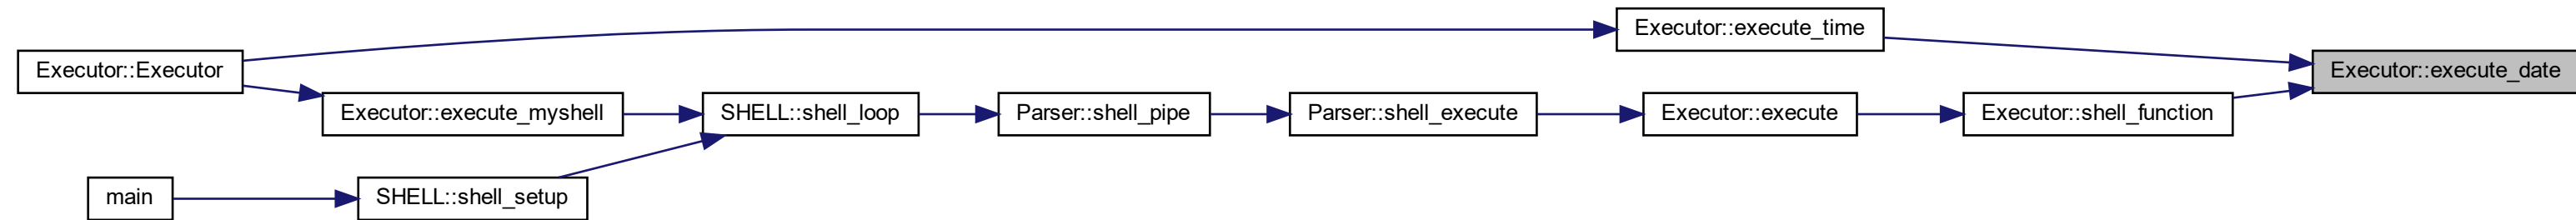 Executor::execute_time
Executor::Executor
Executor::execute_date
Executor::execute_myshell
SHELL::shell_loop
Parser::shell_pipe
Parser::shell_execute
Executor::execute
Executor::shell_function
main
SHELL::shell_setup